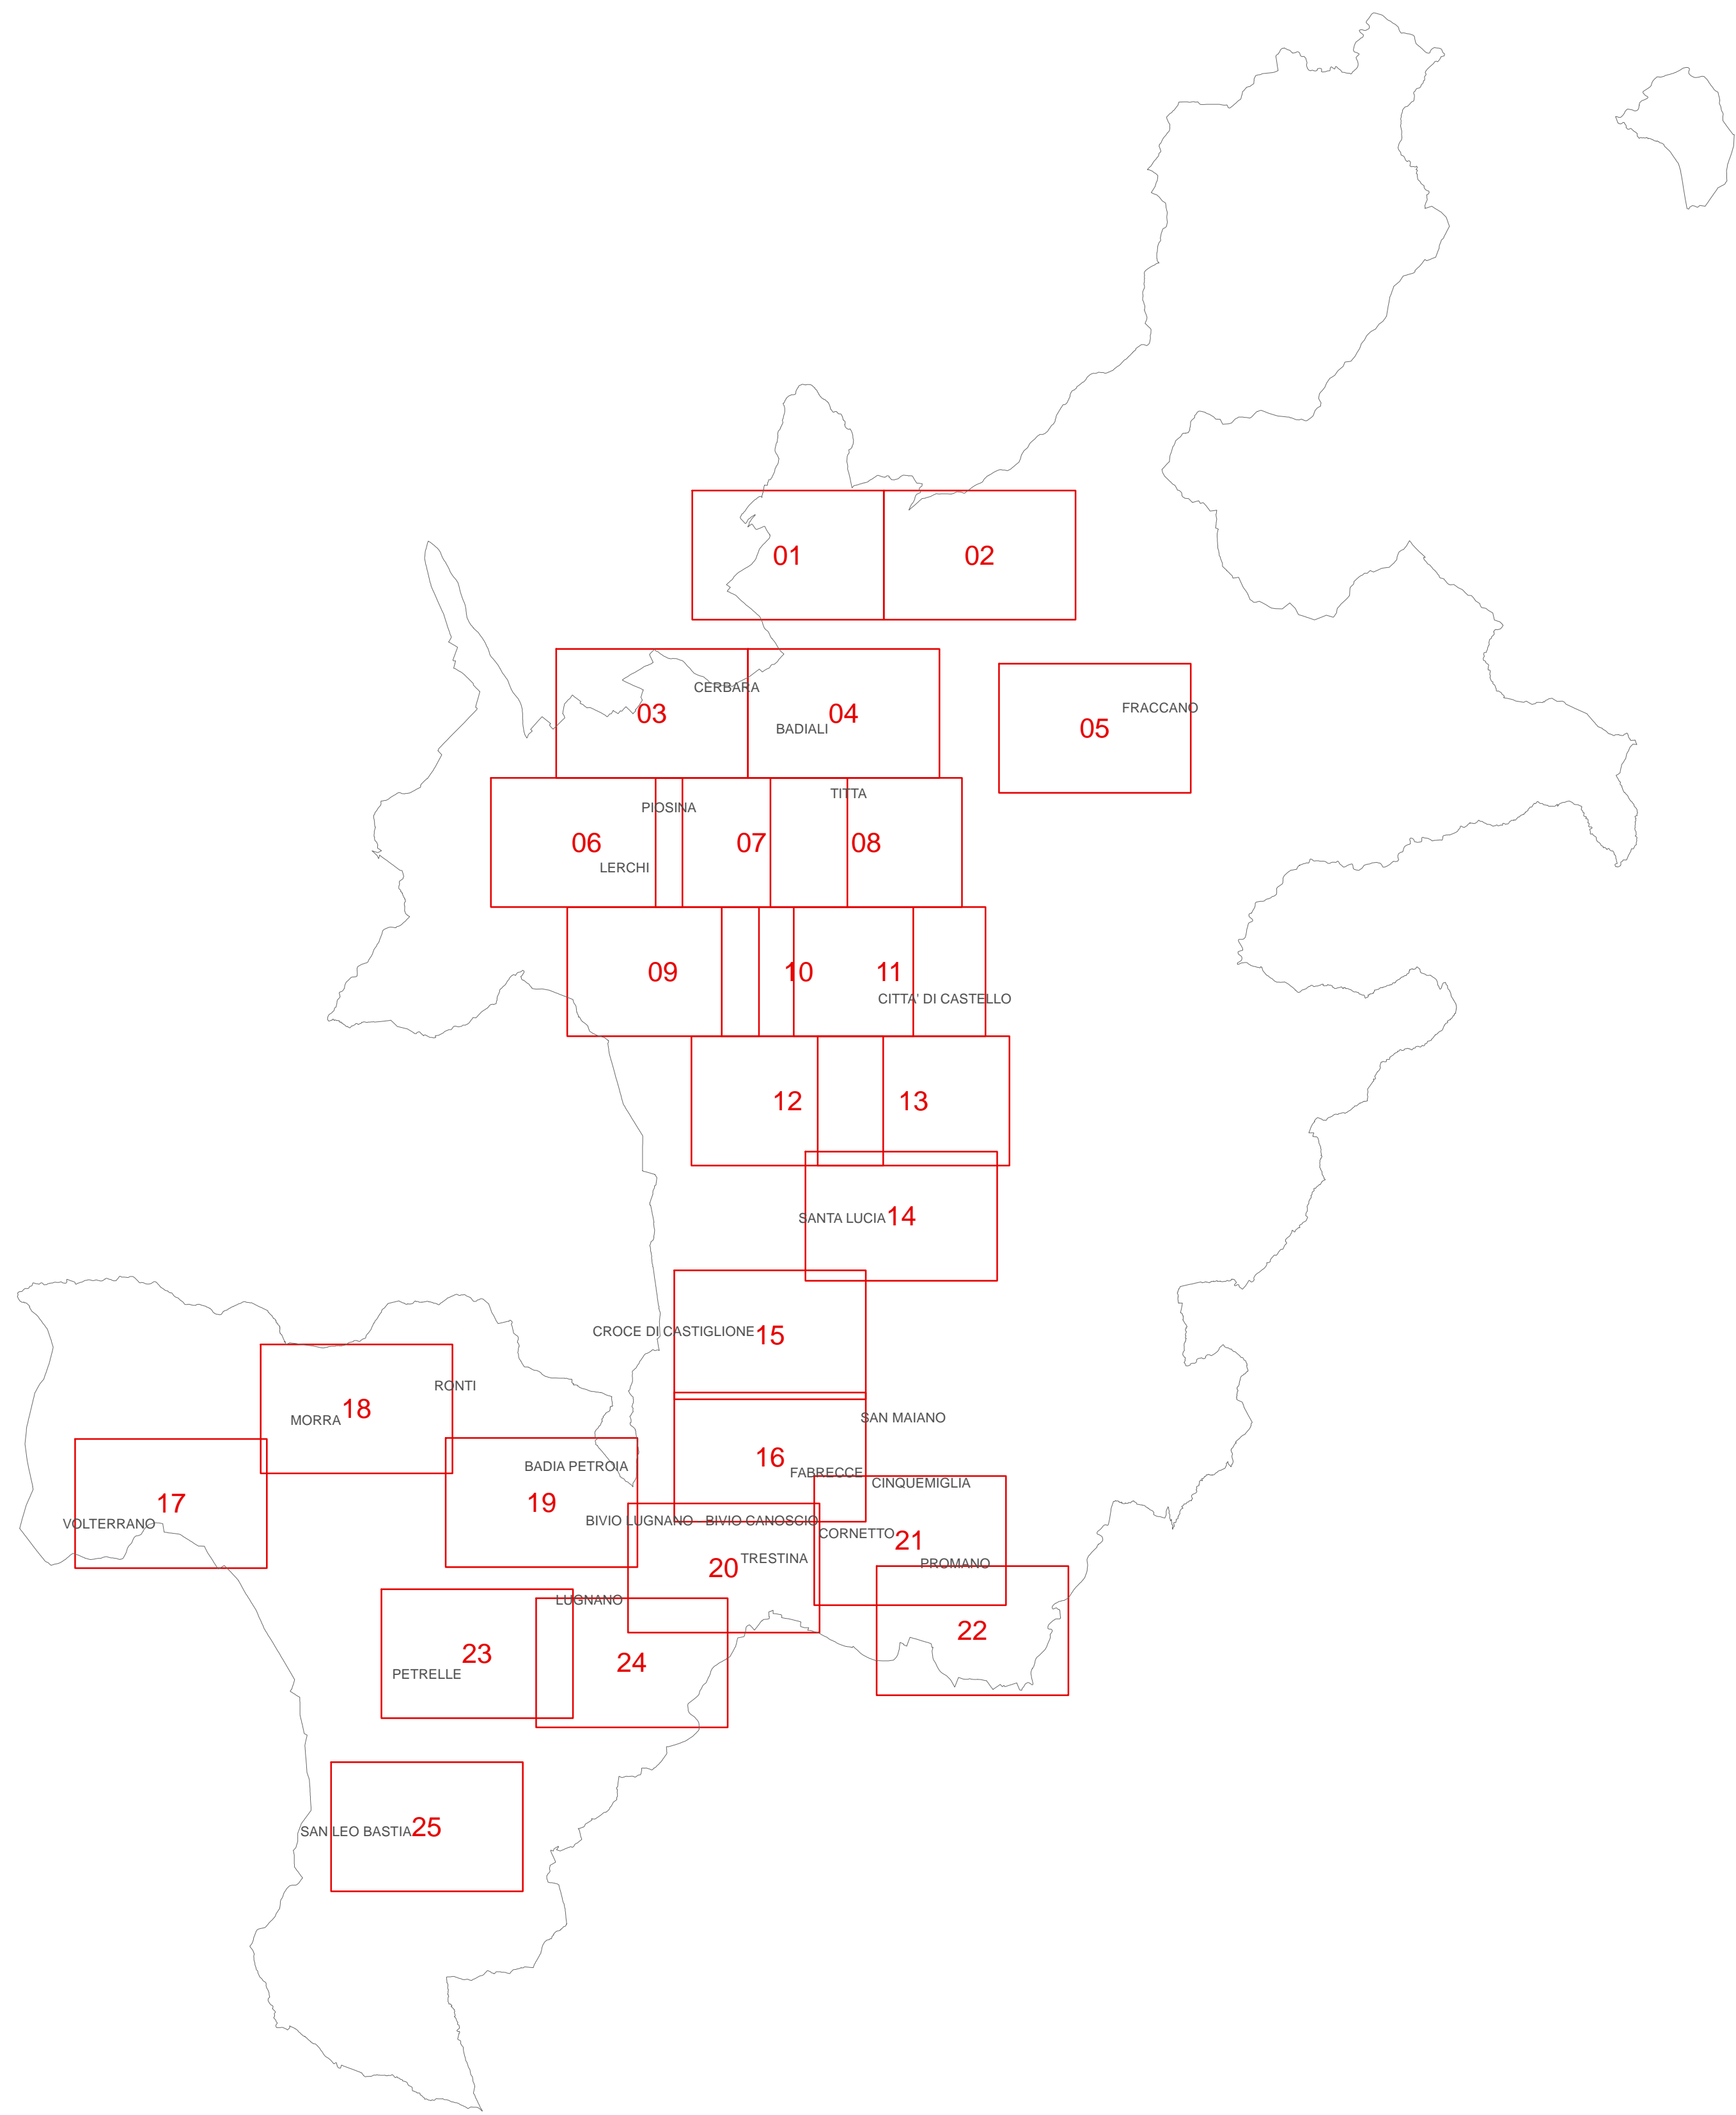 01
02
CERBARA
03
04
FRACCANO
BADIALI
05
TITTA
PIOSINA
06
07
08
LERCHI
09
10
11
CITTA' DI CASTELLO
12
13
SANTA LUCIA
14
CROCE DI CASTIGLIONE
15
RONTI
18
MORRA
SAN MAIANO
16
BADIA PETROIA
FABRECCE
CINQUEMIGLIA
17
19
VOLTERRANO
BIVIO LUGNANO
BIVIO CANOSCIO
CORNETTO
21
TRESTINA
20
PROMANO
LUGNANO
22
23
24
PETRELLE
SAN LEO BASTIA
25